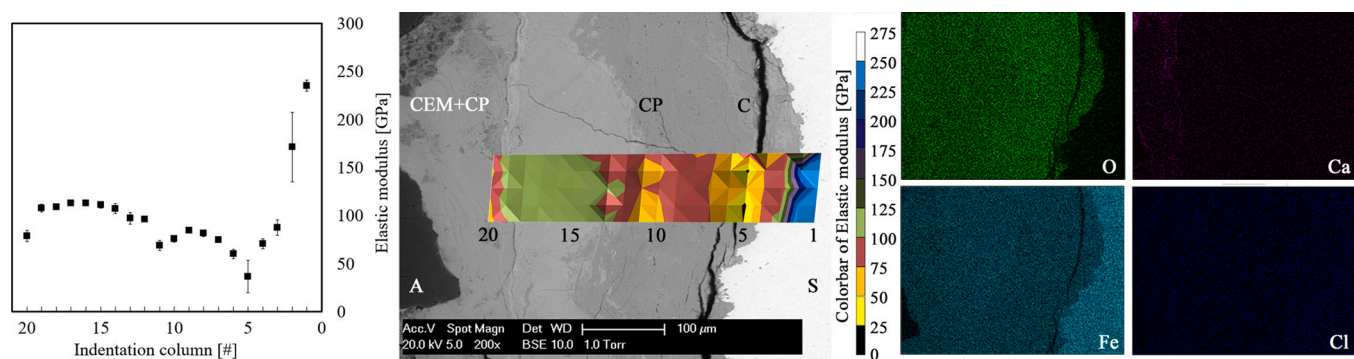 300
250
200
150
100
50
0
Elastic modulus [GPa]
20 15 10 5 0
Indentation column [#]
CEM+CP
CP
C
20 15 10 5 1
A
S
Acc.V Spot Magn Det WD
20.0 kV 5.0 200x BSE 10.0 1.0 Torr
100 μm
Colorbar of Elastic modulus [GPa]
275
250
225
200
175
150
125
100
75
50
25
0
O
Ca
Fe
Cl